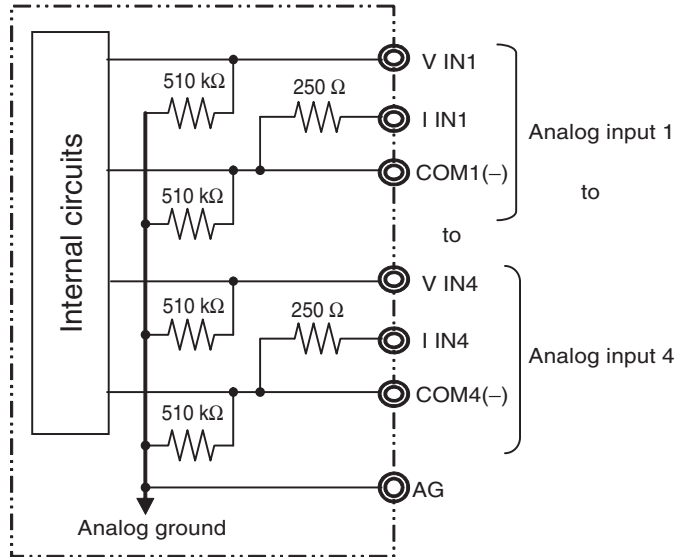 Internal circuits
510 kΩ
250 Ω
V IN1
I IN1
COM1(–)
510 kΩ
Analog input 1
to
to
510 kΩ
250 Ω
V IN4
I IN4
COM4(–)
510 kΩ
Analog input 4
AG
Analog ground